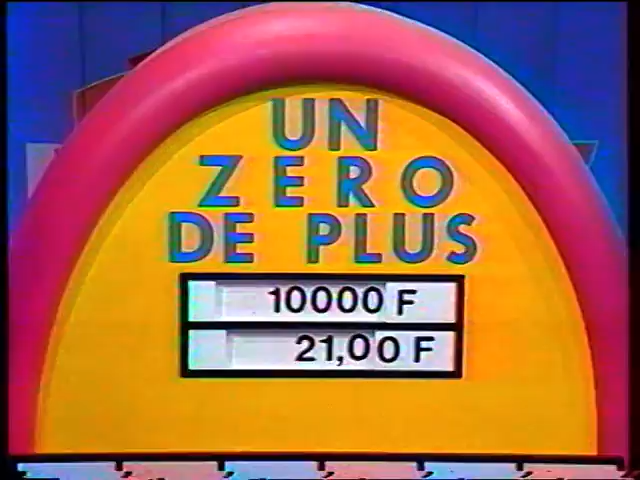 UN
ZERO
DE PLUS
10000 F
21,00 F